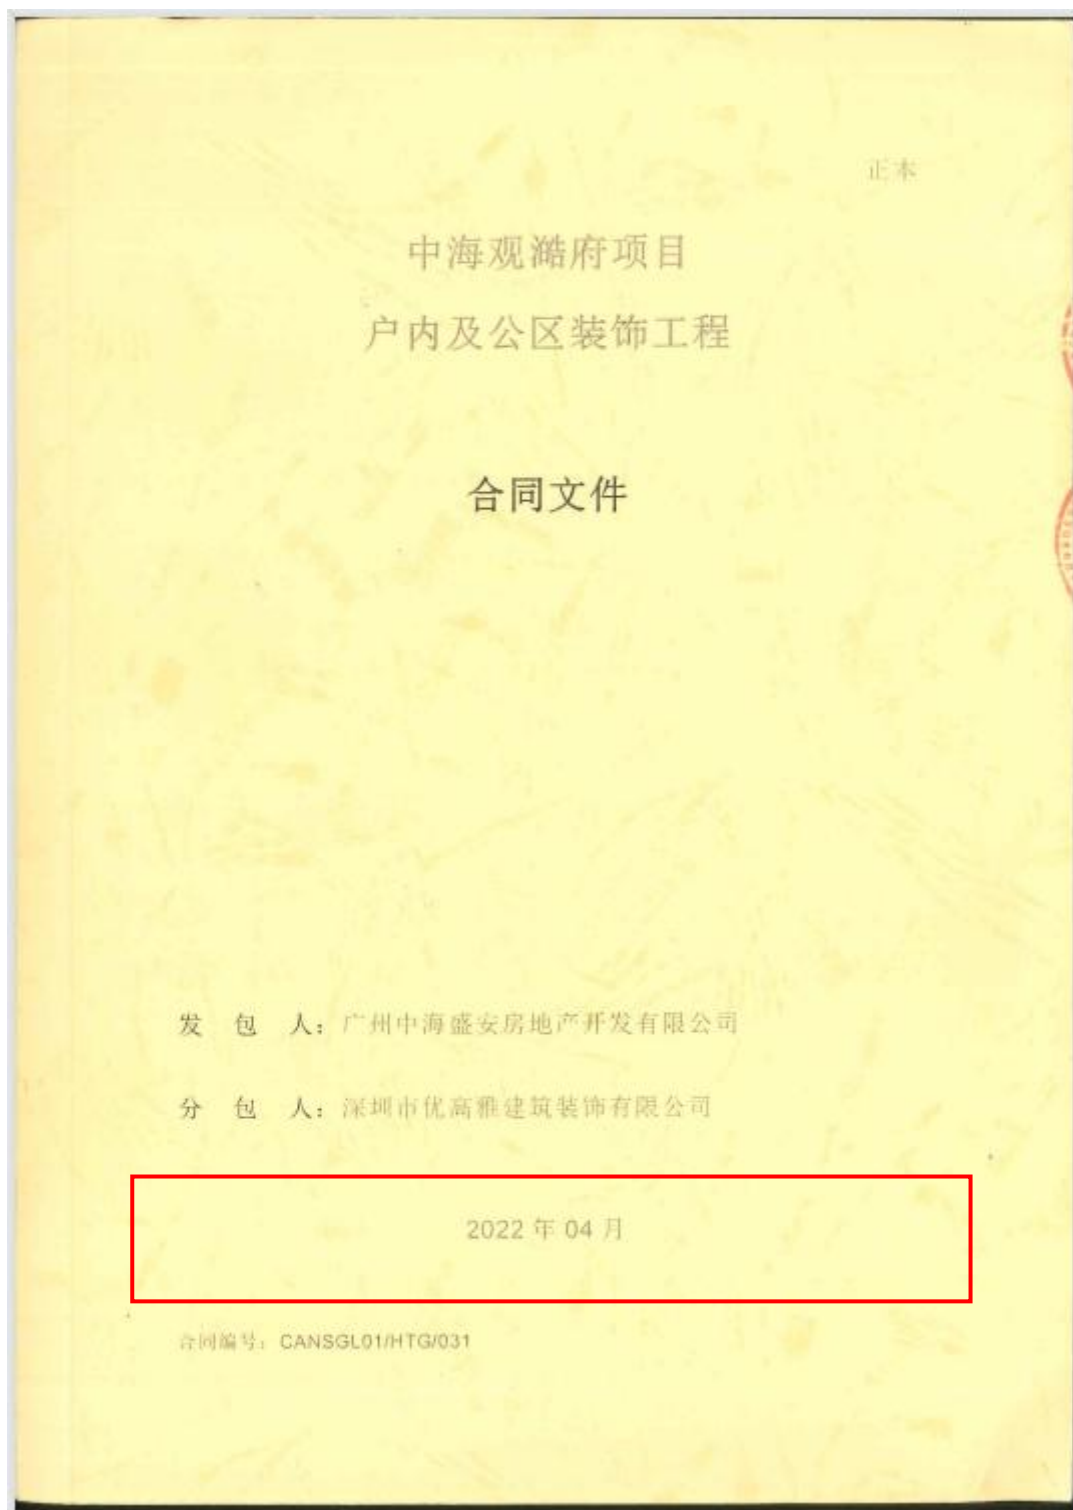 正本
中海观澔府项目
户内及公区装饰工程
合同文件
发包人：广州中海盛安房地产开发有限公司
分包人：深圳市优高雅建筑装饰有限公司
2022 年 04 月
合同编号：CANSGL01/HTG/031